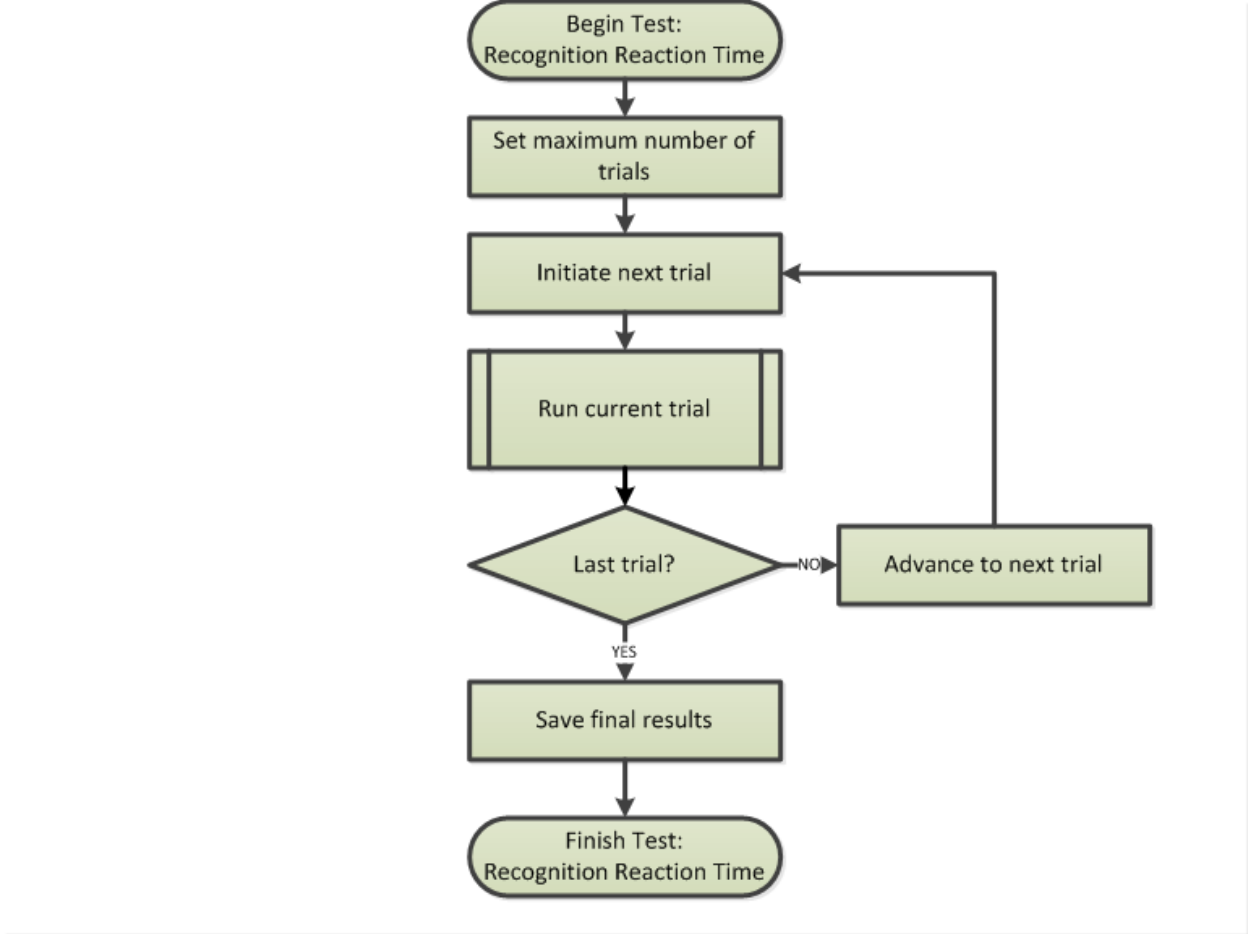 Begin Test:
Recognition Reaction Time
Set maximum number of
trials
Initiate next trial
Run current trial
Last trial?
NO
Advance to next trial
YES
Save final results
Finish Test:
Recognition Reaction Time